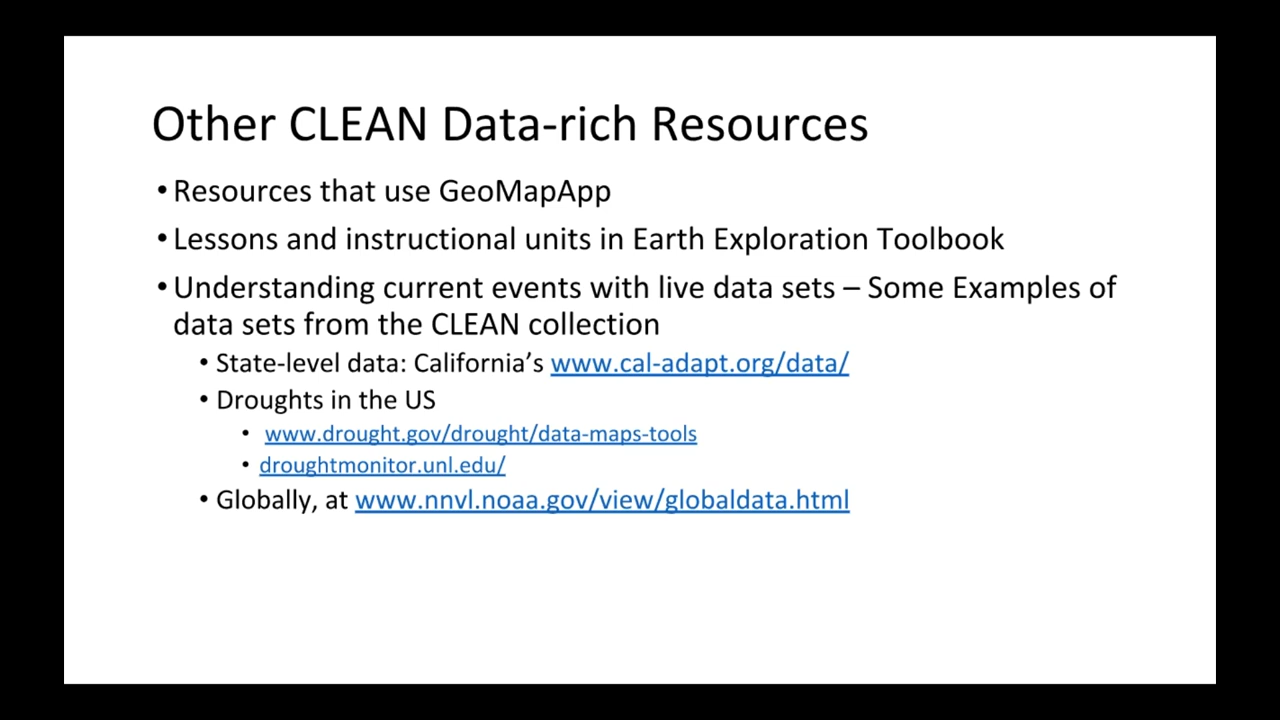 Other CLEAN Data-rich Resources
•Resources that use GeoMapApp
•Lessons and instructional units in Earth Exploration Toolbook
•Understanding current events with live data sets – Some Examples of
data sets from the CLEAN collection
• State-level data: California's www.cal-adapt.org/data/
• Droughts in the US
• www.drought.gov/drought/data-maps-tools
• droughtmonitor.unl.edu/
• Globally, at www.nnvl.noaa.gov/view/globaldata.html